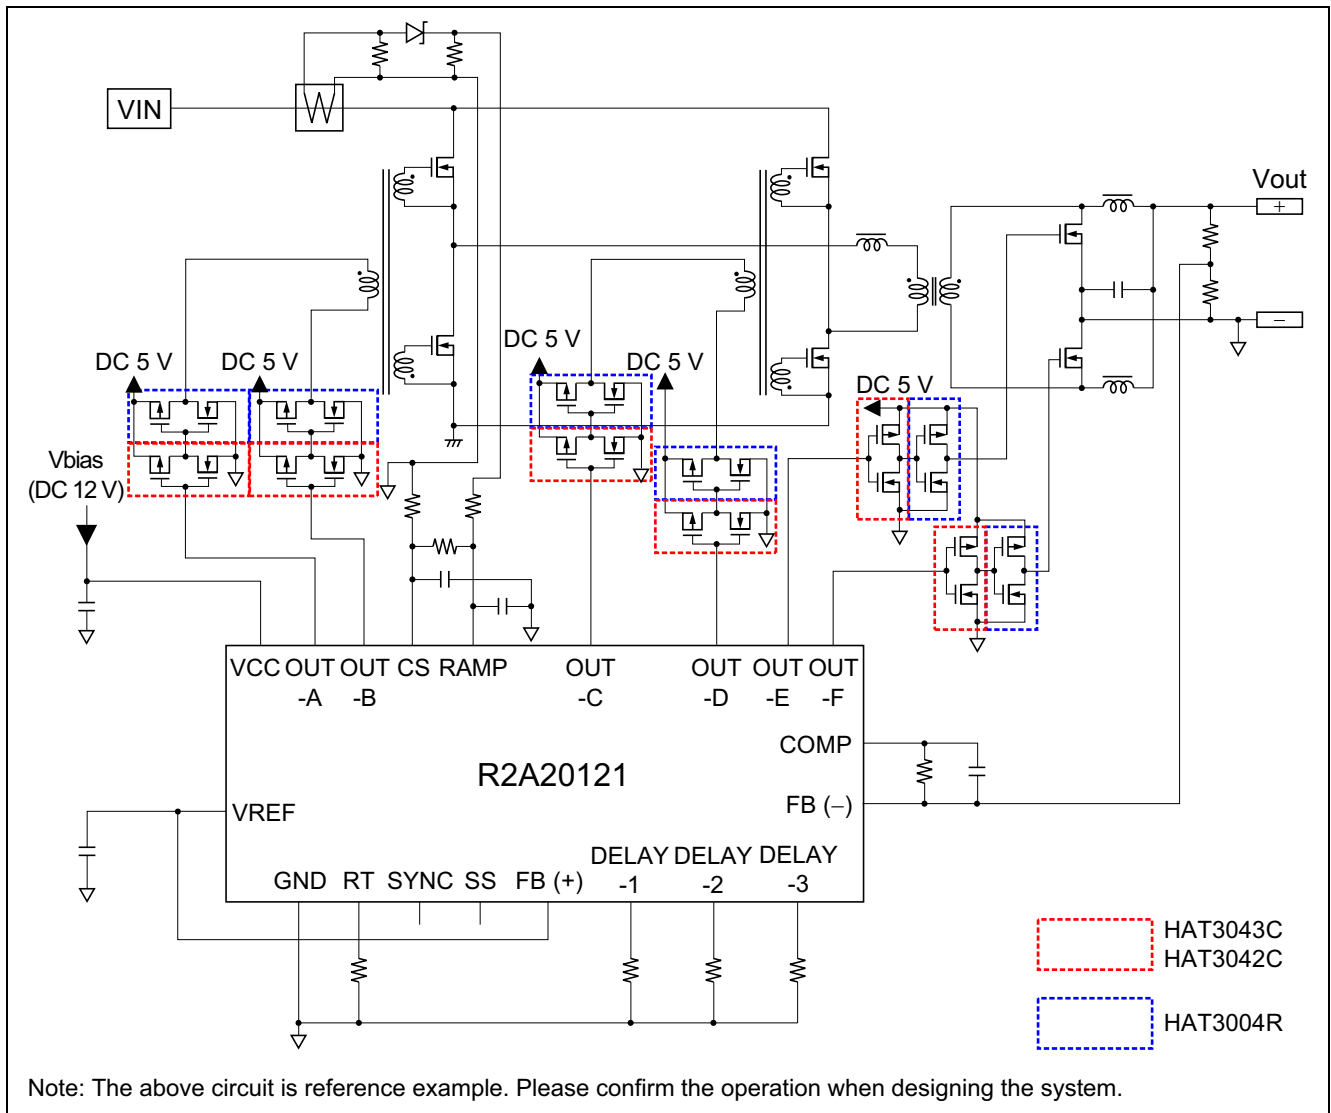 VIN
Vout
+
−
DC 5 V
DC 5 V
DC 5 V
DC 5 V
Vbias
(DC 12 V)
VCC OUT OUT CS RAMP OUT OUT OUT OUT
-A -B -C -D -E -F
COMP
R2A20121
FB (−)
VREF
DELAY DELAY DELAY
GND RT SYNC SS FB (+) -1 -2 -3
HAT3043C
HAT3042C
HAT3004R
Note: The above circuit is reference example. Please confirm the operation when designing the system.